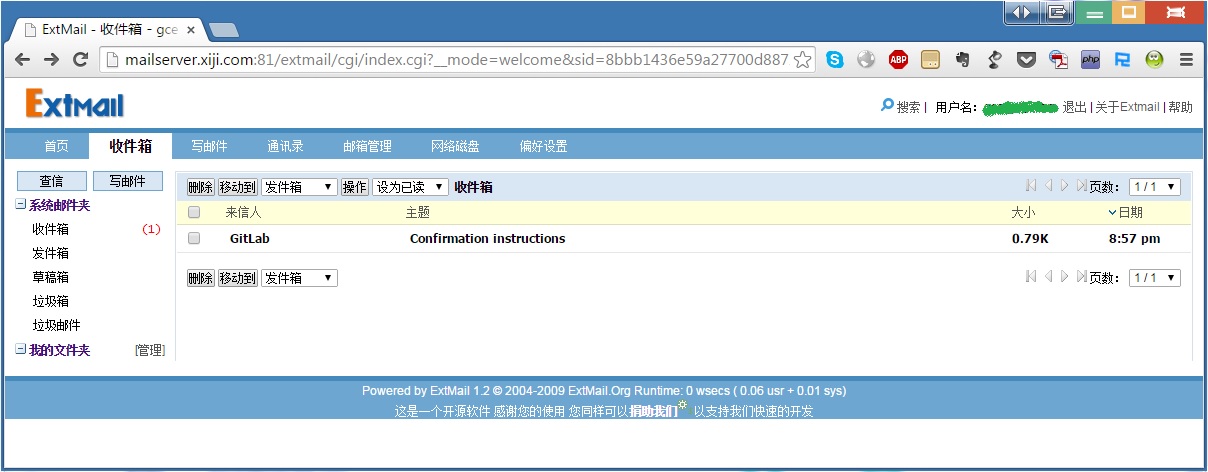 ExtMail - 收件箱 - gce
mailserver.xiji.com:81/extmail/cgi/index.cgi?__mode=welcome&sid=8bbb1436e59a27700d887
ABP
php
ExtMail
搜索 | 用户名: 退出 | 关于Extmail | 帮助
首页 收件箱 写邮件 通讯录 邮箱管理 网络磁盘 偏好设置
查信 写邮件
删除 移动到 发件箱 操作 设为已读 收件箱 页数: 1 / 1
系统邮件夹
来信人 主题 大小 日期
收件箱 (1)
GitLab Confirmation instructions 0.79K 8:57 pm
发件箱
草稿箱
删除 移动到 发件箱 页数: 1 / 1
垃圾箱
垃圾邮件
我的文件夹 [管理]
Powered by ExtMail 1.2 © 2004-2009 ExtMail.Org Runtime: 0 wsecs ( 0.06 usr + 0.01 sys)
这是一个开源软件 感谢您的使用 您同样可以捐助我们 以支持我们快速的开发